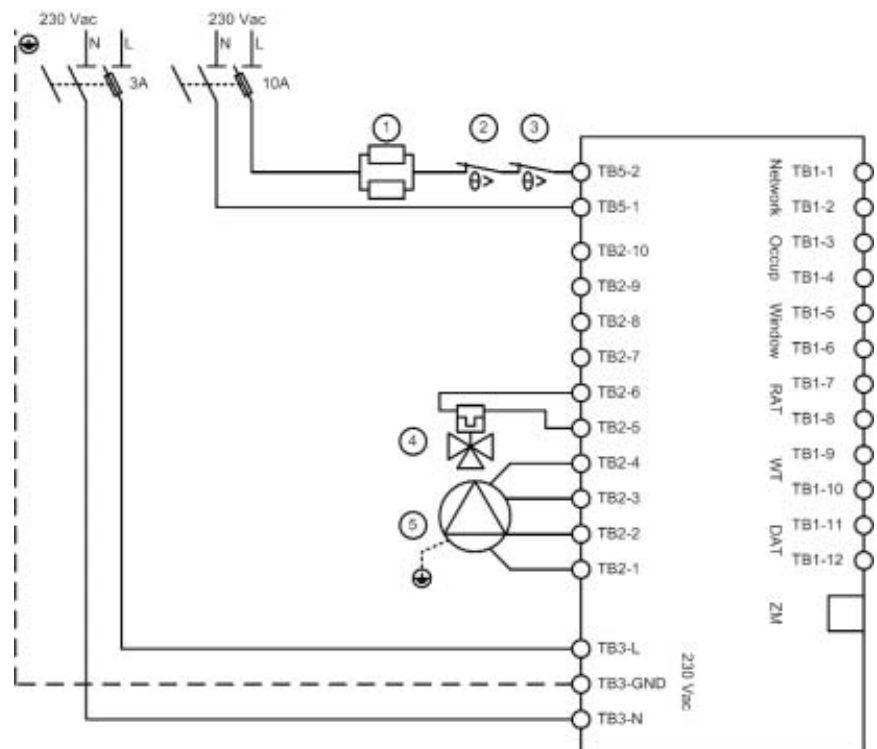 230 Vac
230 Vac
N
L
N
L
3A
10A
1
2
3
θ>
θ>
TB5-2
TB5-1
TB2-10
TB2-9
TB2-8
TB2-7
TB2-6
TB2-5
4
TB2-4
TB2-3
5
TB2-2
TB2-1
TB3-L
TB3-GND
TB3-N
230 Vac
Network
Occup
Window
RAT
WT
DAT
ZM
TB1-1
TB1-2
TB1-3
TB1-4
TB1-5
TB1-6
TB1-7
TB1-8
TB1-9
TB1-10
TB1-11
TB1-12